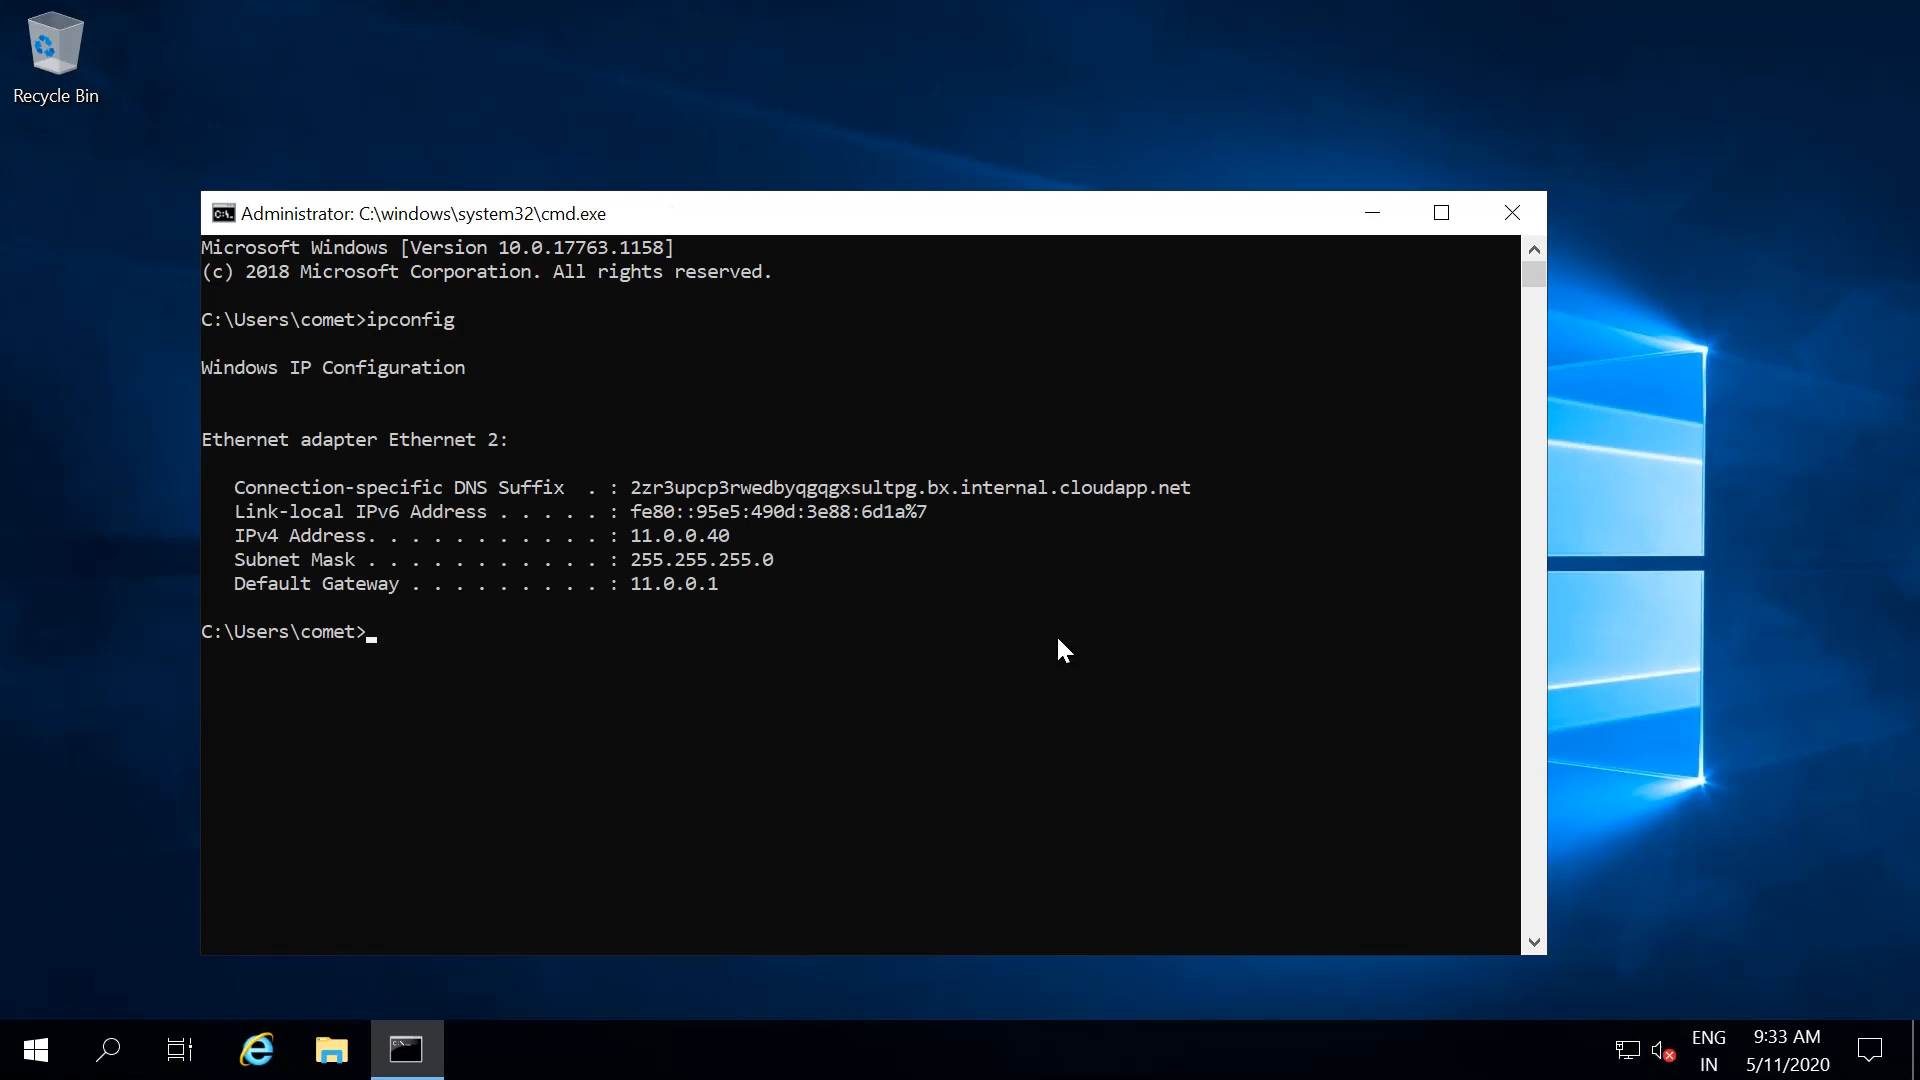 Recycle Bin
Administrator: C:\windows\system32\cmd.exe
Microsoft Windows [Version 10.0.17763.1158]
(c) 2018 Microsoft Corporation. All rights reserved.
C:\Users\comet>ipconfig
Windows IP Configuration
Ethernet adapter Ethernet 2:
Connection-specific DNS Suffix  . : 2zr3upcp3rwedbyqgqgxsultpg.bx.internal.cloudapp.net
Link-local IPv6 Address . . . . . : fe80::95e5:490d:3e88:6d1a%7
IPv4 Address. . . . . . . . . . . : 11.0.0.40
Subnet Mask . . . . . . . . . . . : 255.255.255.0
Default Gateway . . . . . . . . . : 11.0.0.1
C:\Users\comet>
ENG
IN
9:33 AM
5/11/2020